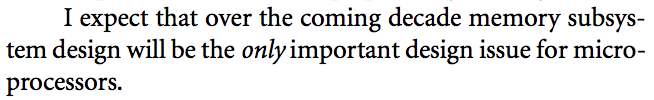 I expect that over the coming decade memory subsys-
tem design will be the only important design issue for micro-
processors.